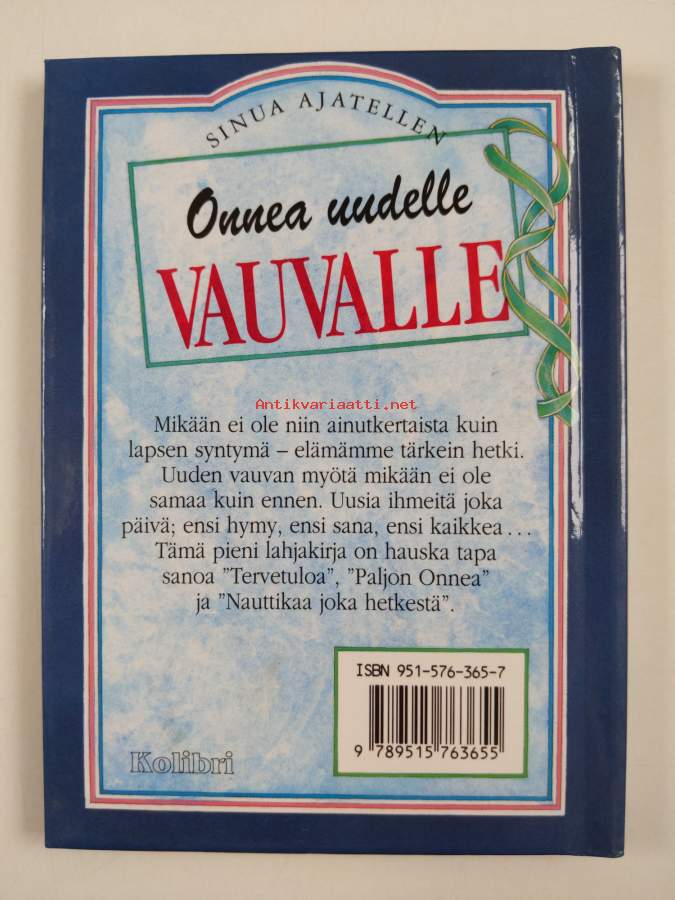 SINUA AJATELLEN
Onnea uudelle
VAUVALLE
Antikvariaatti.net
Mikään ei ole niin ainutkertaista kuin
lapsen syntymä – elämämme tärkein hetki.
Uuden vauvan myötä mikään ei ole
samaa kuin ennen. Uusia ihmeitä joka
päivä; ensi hymy, ensi sana, ensi kaikkea...
Tämä pieni lahjakirja on hauska tapa
sanoa ”Tervetuloa”, ”Paljon Onnea”
ja ”Nauttikaa joka hetkestä”.
ISBN 951-576-365-7
9 789515 763655
Kolibri